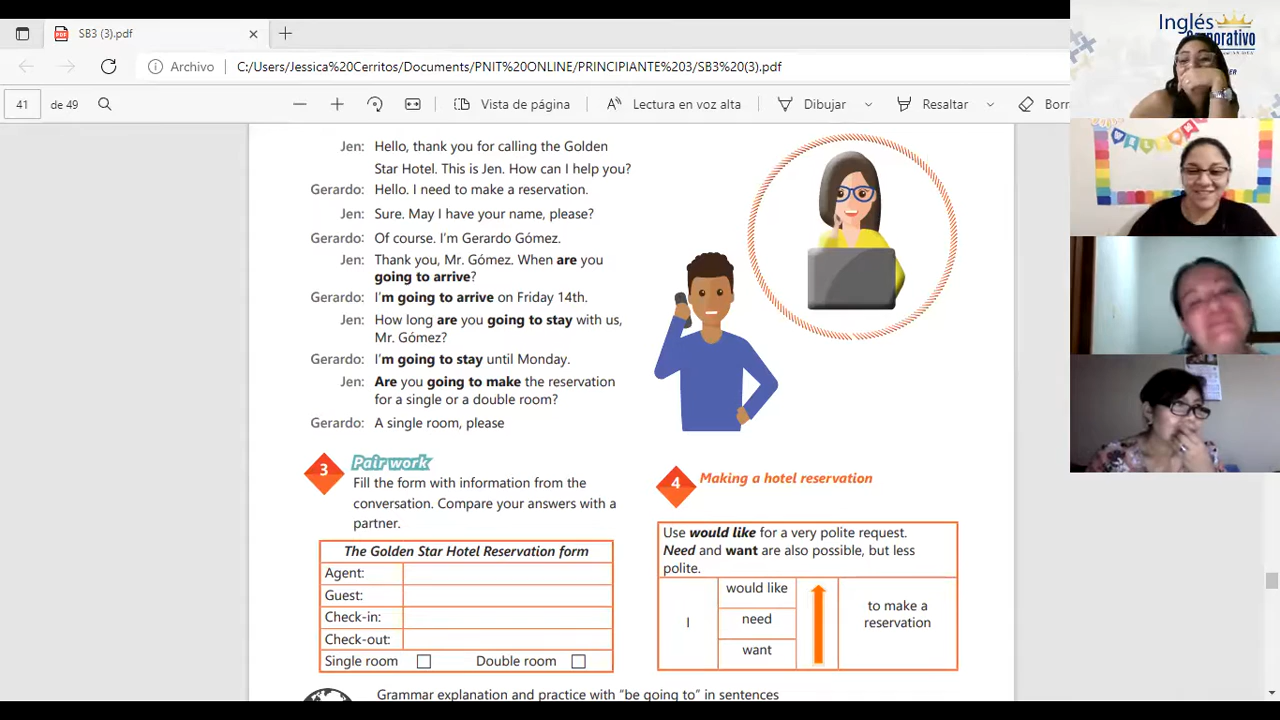 SB3 (3).pdf
Archivo
C:/Users/Jessica%20Cerritos/Documents/
ONLINE/PRINCIPIANTE%203/SB3%20(3).pdf
41 de 49
Vista de página
Lectura en voz alta
Dibujar
Resaltar
Borr
Inglés
Corporativo
Jen: Hello, thank you for calling the Golden
Star Hotel. This is Jen. How can I help you?
Gerardo: Hello. I need to make a reservation.
Jen: Sure. May I have your name, please?
Gerardo: Of course. I'm Gerardo Gómez.
Jen: Thank you, Mr. Gómez. When are you
going to arrive?
Gerardo: I'm going to arrive on Friday 14th.
Jen: How long are you going to stay with us,
Mr. Gómez?
Gerardo: I'm going to stay until Monday.
Jen: Are you going to make the reservation
for a single or a double room?
Gerardo: A single room, please
3 Pair work
Fill the form with information from the
conversation. Compare your answers with a
partner.
The Golden Star Hotel Reservation form
Agent:
Guest:
Check-in:
Check-out:
Single room Double room
4 Making a hotel reservation
Use would like for a very polite request.
Need and want are also possible, but less
polite.
I
would like
need
want
to make a
reservation
Grammar explanation and practice with "be going to" in sentences